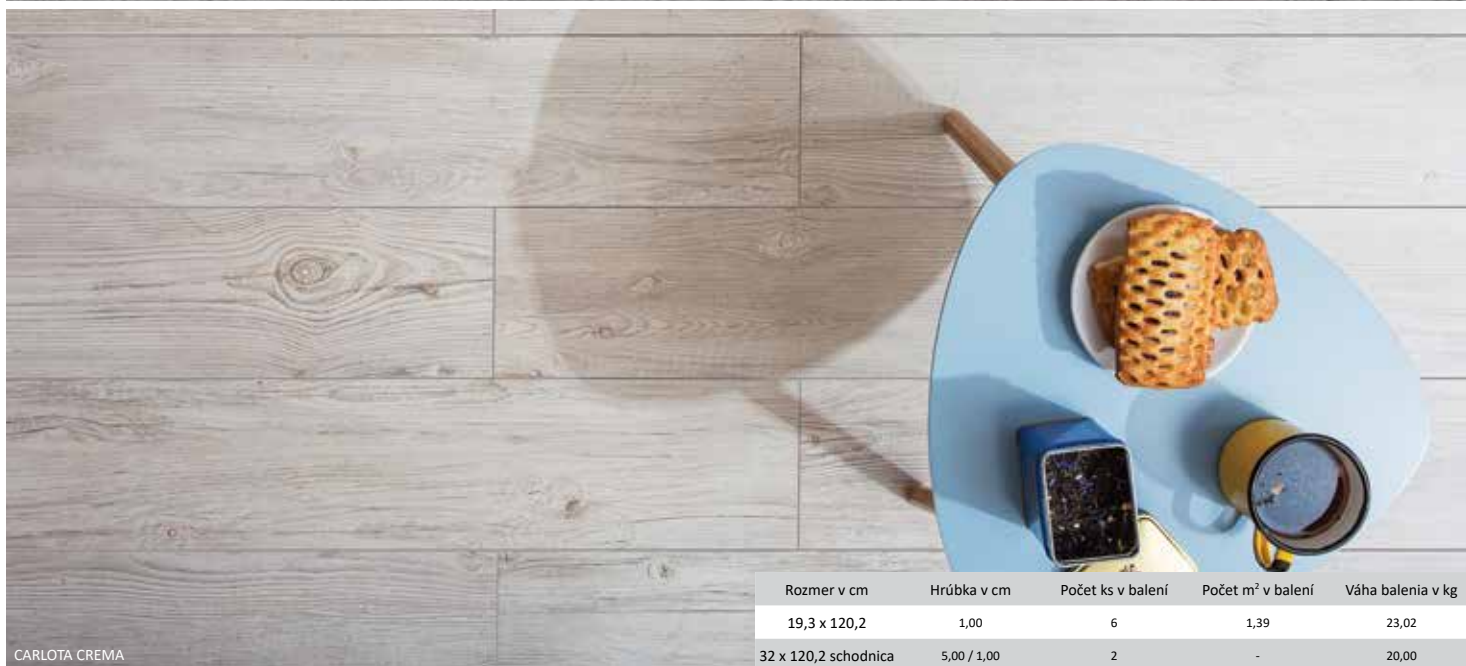 Rozmer v cm Hrúbka v cm Počet ks v balení Počet m² v balení Váha balenia v kg
19,3 x 120,2 1,00 6 1,39 23,02
32 x 120,2 schodnica 5,00 / 1,00 2 - 20,00
CARLOTA CREMA